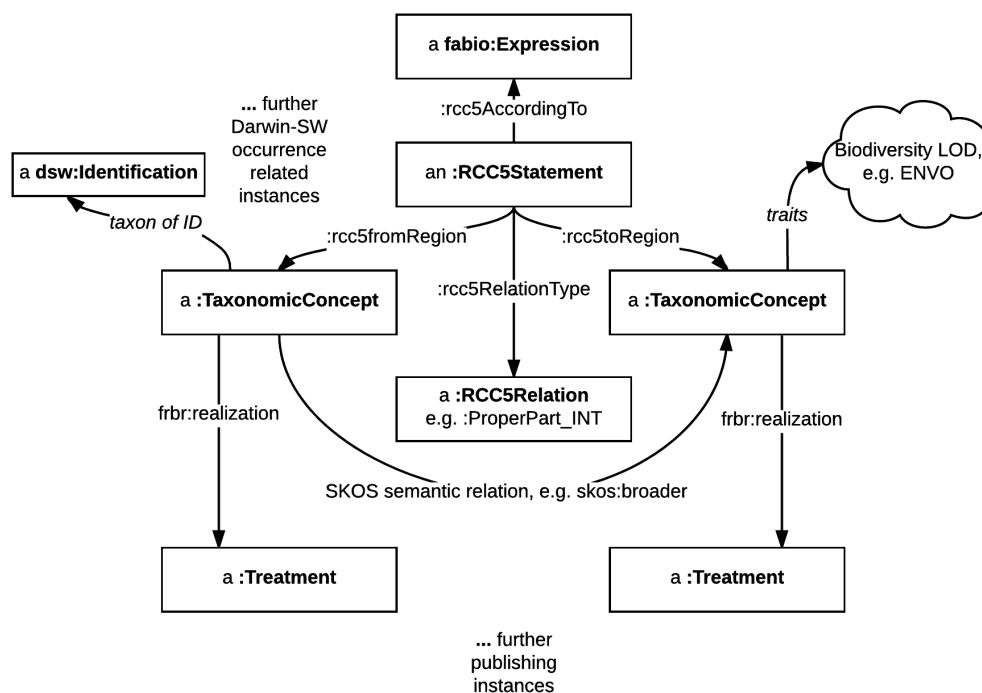 a fabio:Expression
:rcc5AccordingTo
... further
Darwin-SW
occurrence
related
instances
Biodiversity LOD,
e.g. ENVO
a dsw:Identification
an :RCC5Statement
taxon of ID
traits
:rcc5fromRegion
:rcc5toRegion
a :TaxonomicConcept
:rcc5RelationType
a :TaxonomicConcept
a :RCC5Relation
e.g. :ProperPart_INT
frbr:realization
frbr:realization
SKOS semantic relation, e.g. skos:broader
a :Treatment
a :Treatment
... further
publishing
instances